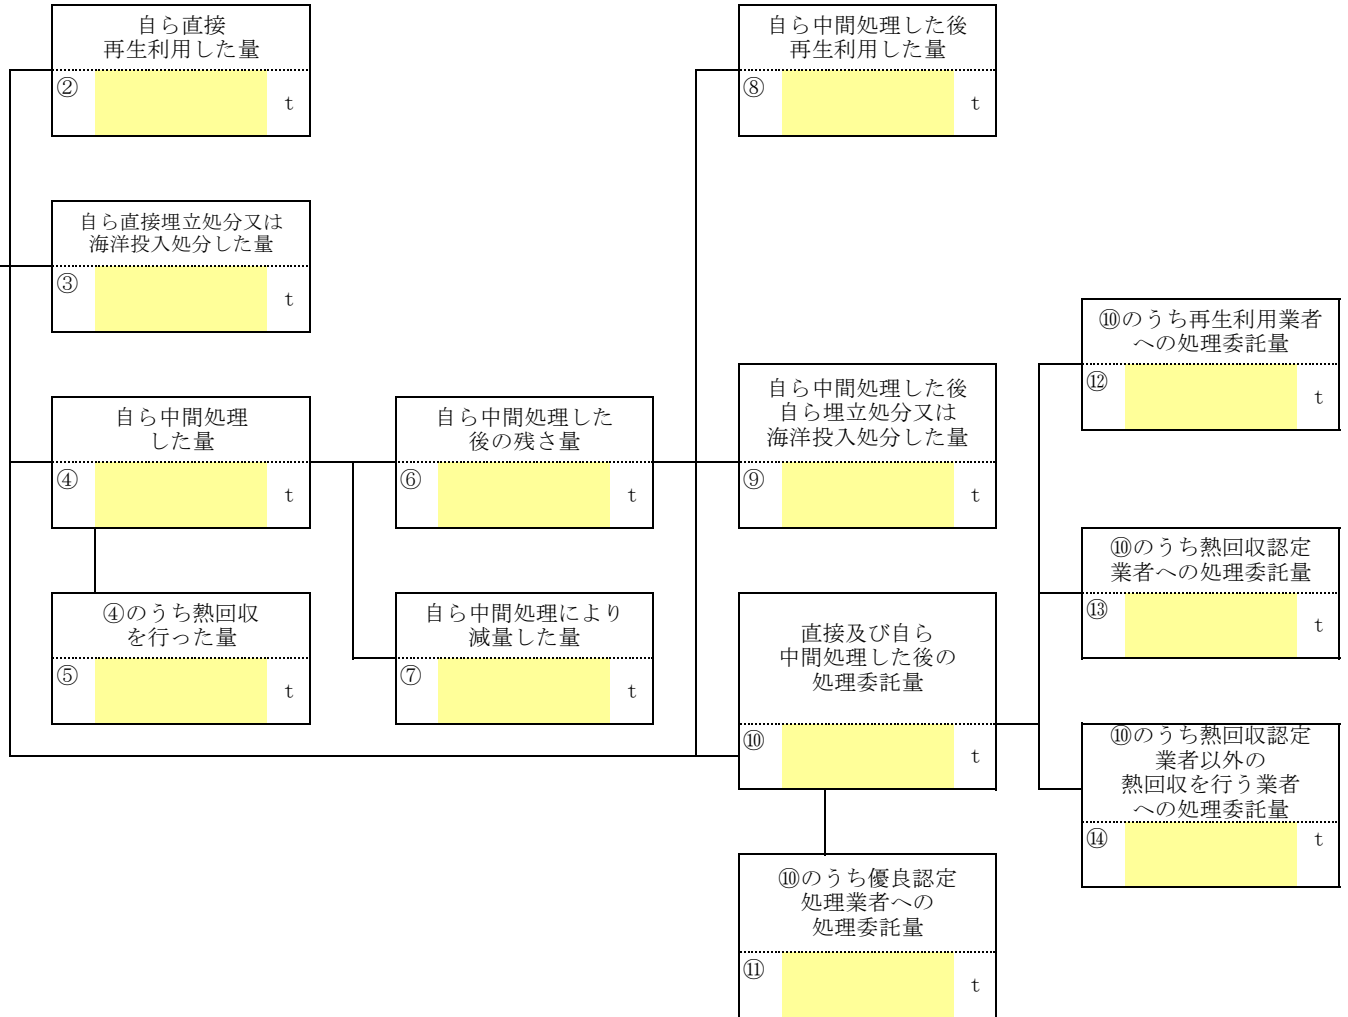 自ら直接
再生利用した量
②
t
自ら直接埋立処分又は
海洋投入処分した量
③
t
自ら中間処理
した量
④
t
④のうち熱回収
を行った量
⑤
t
自ら中間処理した
後の残さ量
⑥
t
自ら中間処理により
減量した量
⑦
t
自ら中間処理した後
再生利用した量
⑧
t
自ら中間処理した後
自ら埋立処分又は
海洋投入処分した量
⑨
t
直接及び自ら
中間処理した後の
処理委託量
⑩
t
⑩のうち優良認定
処理業者への
処理委託量
⑪
t
⑩のうち再生利用業者
への処理委託量
⑫
t
⑩のうち熱回収認定
業者への処理委託量
⑬
t
⑩のうち熱回収認定
業者以外の
熱回収を行う業者
への処理委託量
⑭
t